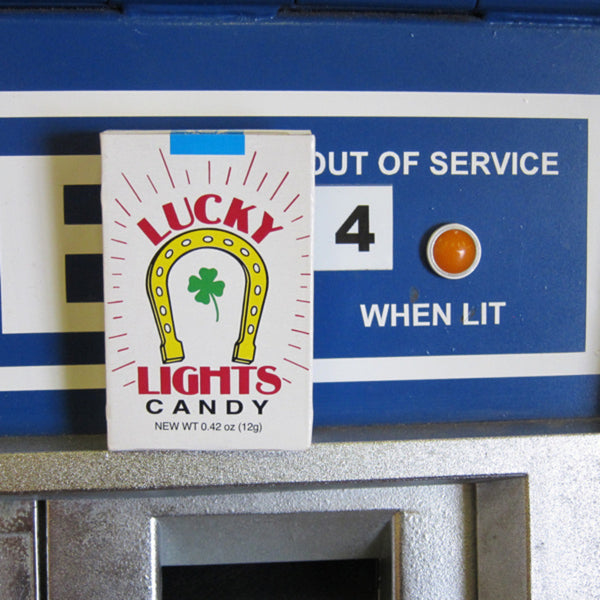 LUCKY
LIGHTS
CANDY
NEW WT 0.42 oz (12g)
OUT OF SERVICE
4
WHEN LIT